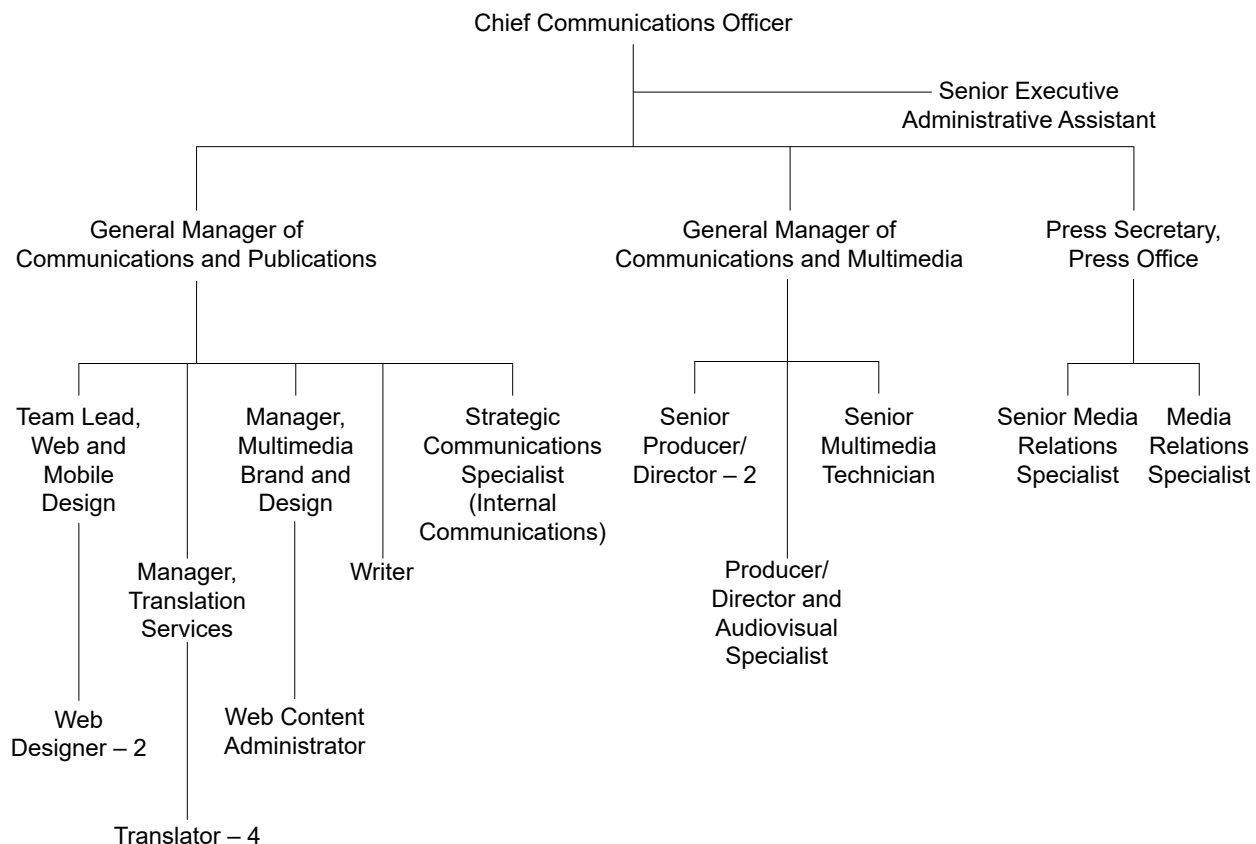 Chief Communications Officer
Senior Executive
Administrative Assistant
General Manager of
Communications and Publications
General Manager of
Communications and Multimedia
Press Secretary,
Press Office
Team Lead,
Web and
Mobile
Design
Manager,
Multimedia
Brand and
Design
Strategic
Communications
Specialist
(Internal
Communications)
Senior
Producer/
Director – 2
Senior
Multimedia
Technician
Senior Media
Relations
Specialist
Media
Relations
Specialist
Manager,
Translation
Services
Writer
Producer/
Director and
Audiovisual
Specialist
Web
Designer – 2
Web Content
Administrator
Translator – 4